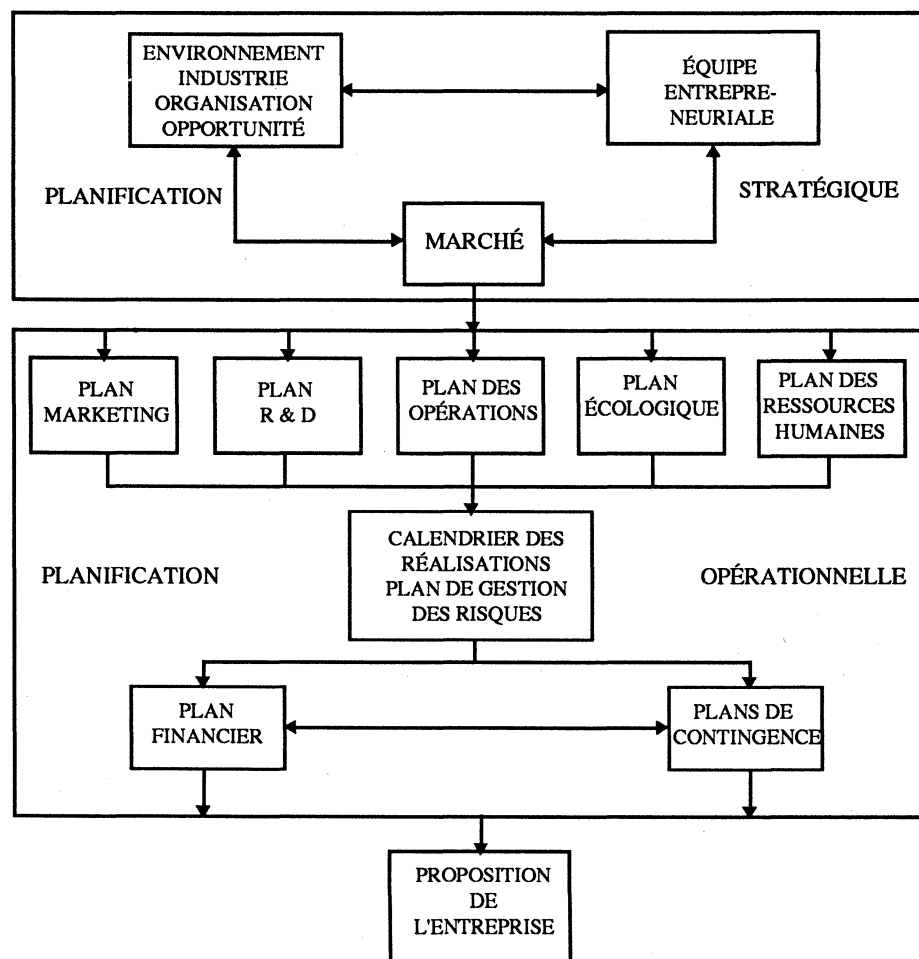 ENVIRONNEMENT
INDUSTRIE
ORGANISATION
OPPORTUNITÉ
ÉQUIPE
ENTREPRE-
NEURIALE
PLANIFICATION
STRATÉGIQUE
MARCHÉ
PLAN
MARKETING
PLAN
R & D
PLAN DES
OPÉRATIONS
PLAN
ÉCOLOGIQUE
PLAN DES
RESSOURCES
HUMAINES
CALENDRIER DES
RÉALISATIONS
PLAN DE GESTION
DES RISQUES
PLANIFICATION
OPÉRATIONNELLE
PLAN
FINANCIER
PLANS DE
CONTINGENCE
PROPOSITION
DE
L'ENTREPRISE